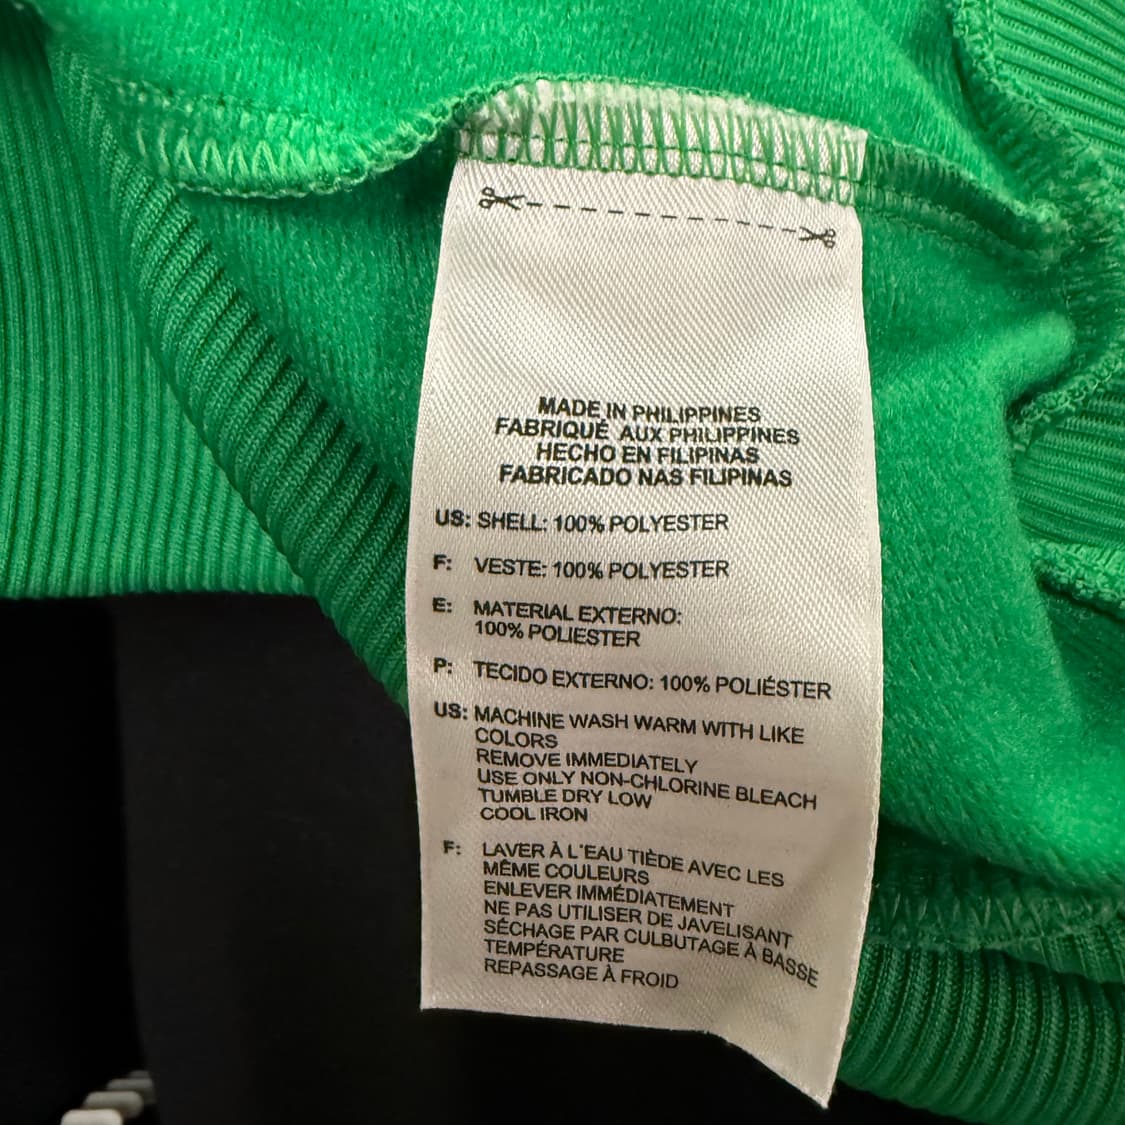 MADE IN PHILIPPINES
FABRIQUÉ AUX PHILIPPINES
HECHO EN FILIPINAS
FABRICADO NAS FILIPINAS
US: SHELL: 100% POLYESTER
F: VESTE: 100% POLYESTER
E: MATERIAL EXTERNO:
100% POLIESTER
P: TECIDO EXTERNO: 100% POLIÉSTER
US: MACHINE WASH WARM WITH LIKE
COLORS
REMOVE IMMEDIATELY
USE ONLY NON-CHLORINE BLEACH
TUMBLE DRY LOW
COOL IRON
F: LAVER À L'EAU TIÈDE AVEC LES
MÊME COULEURS
ENLEVER IMMÉDIATEMENT
NE PAS UTILISER DE JAVELISANT
SÉCHAGE PAR CULBUTAGE À BASSE
TEMPÉRATURE
REPASSAGE À FROID